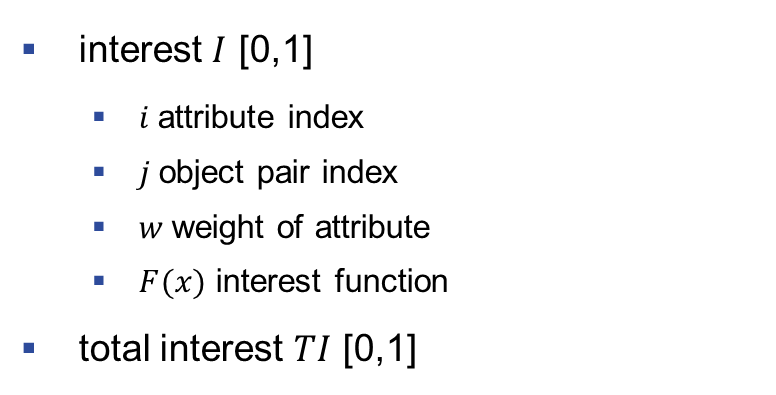 ▪ interest I [0,1]
▪ i attribute index
▪ j object pair index
▪ w weight of attribute
▪ F(x) interest function
▪ total interest TI [0,1]